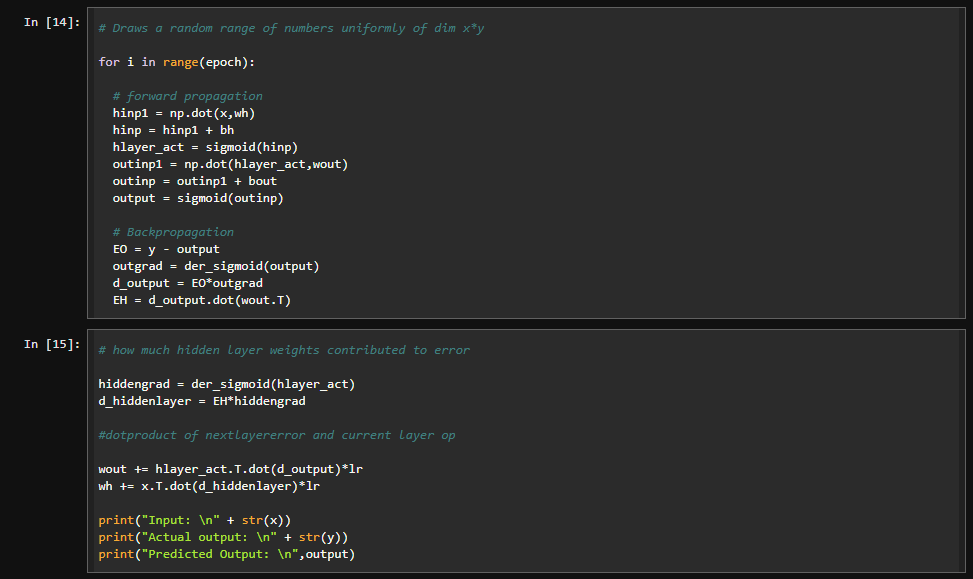 In [14]:
# Draws a random range of numbers uniformly of dim x*y
for i in range(epoch):
# forward propagation
hinp1 = np.dot(x,wh)
hinp = hinp1 + bh
hlayer_act = sigmoid(hinp)
outinp1 = np.dot(hlayer_act,wout)
outinp = outinp1 + bout
output = sigmoid(outinp)
# Backpropagation
EO = y - output
outgrad = der_sigmoid(output)
d_output = EO*outgrad
EH = d_output.dot(wout.T)
In [15]:
# how much hidden layer weights contributed to error
hiddengrad = der_sigmoid(hlayer_act)
d_hiddenlayer = EH*hiddengrad
#dotproduct of nextlayererror and current layer op
wout += hlayer_act.T.dot(d_output)*lr
wh += x.T.dot(d_hiddenlayer)*lr
print("Input: \n" + str(x))
print("Actual output: \n" + str(y))
print("Predicted Output: \n",output)